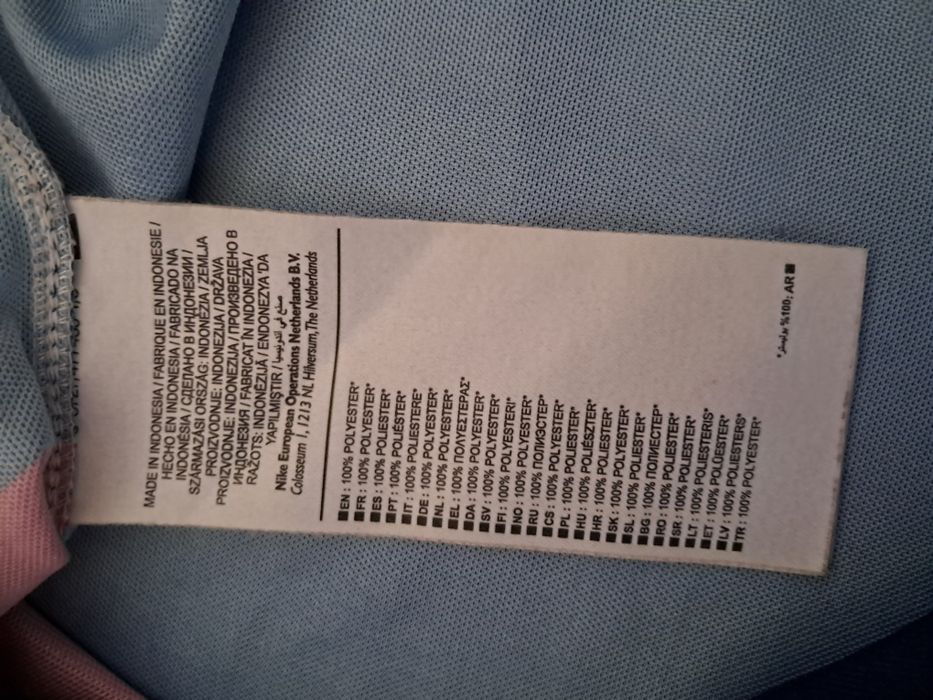 MADE IN INDONESIA / FABRIQUE EN INDONESIE /
HECHO EN INDONESIA / FABRICADO NA
INDONÉSIA / СДЕЛАНО В ИНДОНЕЗИИ /
SZÁRMAZÁSI ORSZÁG: INDONÉZIA / ZEMLJA
PROIZVODNJE: INDONEZIJA / DRŽAVA
PROIZVODNJE: INDONEZIJA / ПРОИЗВЕДЕНО В
ИНДОНЕЗИЯ / FABRICAT ÎN INDONEZIA /
RAŽOTS: INDONĒZIJĀ / ENDONEZYA 'DA
YAPILMIŞTIR / صنع في اندونيسيا
Nike European Operations Netherlands B.V.
Colosseum 1, 1213 NL Hilversum, The Netherlands
■EN : 100% POLYESTER*
■FR : 100% POLYESTER*
■ES : 100% POLIÉSTER*
■PT : 100% POLIÉSTER*
■IT : 100% POLIESTERE*
■DE : 100% POLYESTER*
■NL : 100% POLYESTER*
■EL : 100% ΠΟΛΥΕΣΤΕΡΑΣ*
■DA : 100% POLYESTER*
■SV : 100% POLYESTER*
■FI : 100% POLYESTERI*
■NO : 100% POLYESTER*
■RU : 100% ПОЛИЭСТЕР*
■CS : 100% POLYESTER*
■PL : 100% POLIESTER*
■HU : 100% POLIÉSZTER*
■HR : 100% POLIESTER*
■SK : 100% POLYESTER*
■SL : 100% POLIESTER*
■BG : 100% ПОЛИЕСТЕР*
■RO : 100% POLIESTER*
■SR : 100% POLIESTER*
■LT : 100% POLIESTERIS*
■ET : 100% POLÜESTER*
■LV : 100% POLIESTERS*
■TR : 100% POLYESTER*
*بوليستر %100: AR■